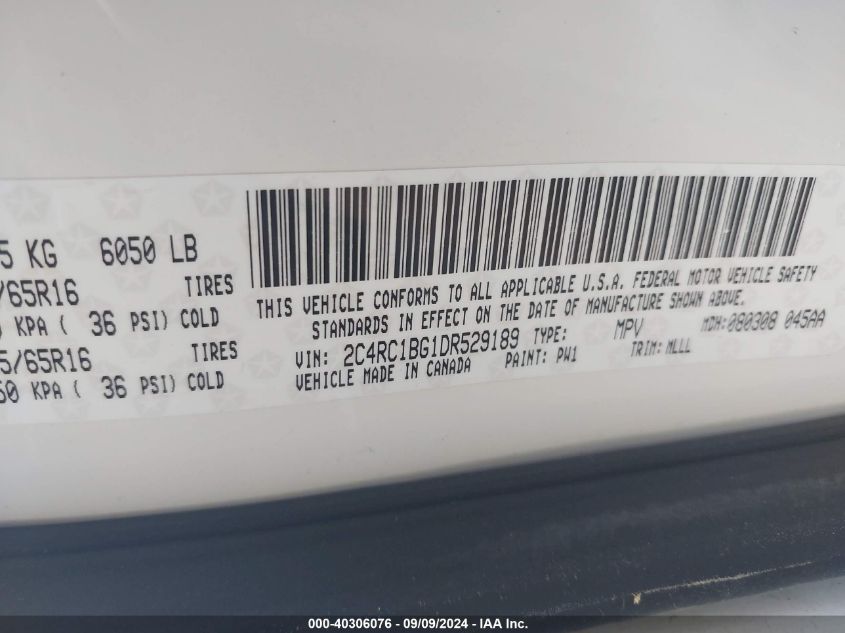 5 KG 6050 LB
/65R16 TIRES
KPA ( 36 PSI) COLD
5/65R16 TIRES
50 KPA ( 36 PSI) COLD
THIS VEHICLE CONFORMS TO ALL APPLICABLE U.S.A. FEDERAL MOTOR VEHICLE SAFETY
STANDARDS IN EFFECT ON THE DATE OF MANUFACTURE SHOWN ABOVE.
VIN: 2C4RC1BG1DR529189 TYPE: MPV MDH:080308 045AA
VEHICLE MADE IN CANADA PAINT: PW1 TRIM: MLLL
000-40306076 - 09/09/2024 - IAA Inc.